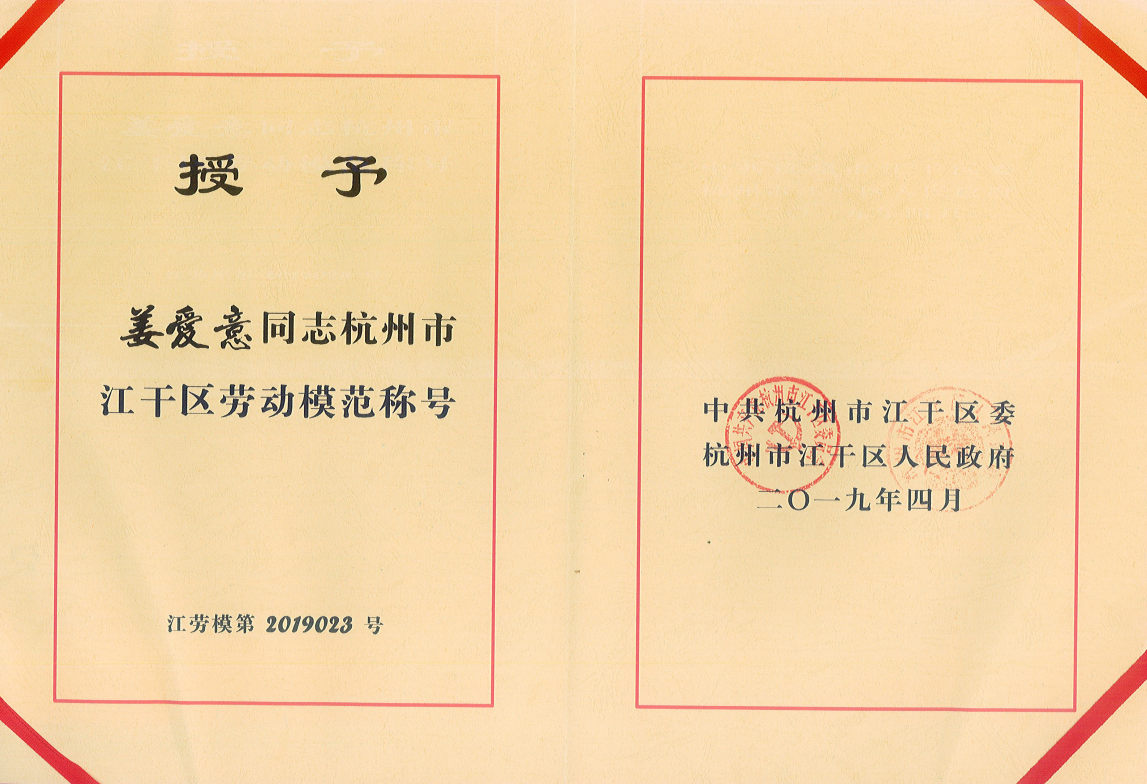 授 予
姜爱意同志杭州市
江干区劳动模范称号
江劳模第 2019023 号
中共杭州市江干区委
杭州市江干区人民政府
二〇一九年四月